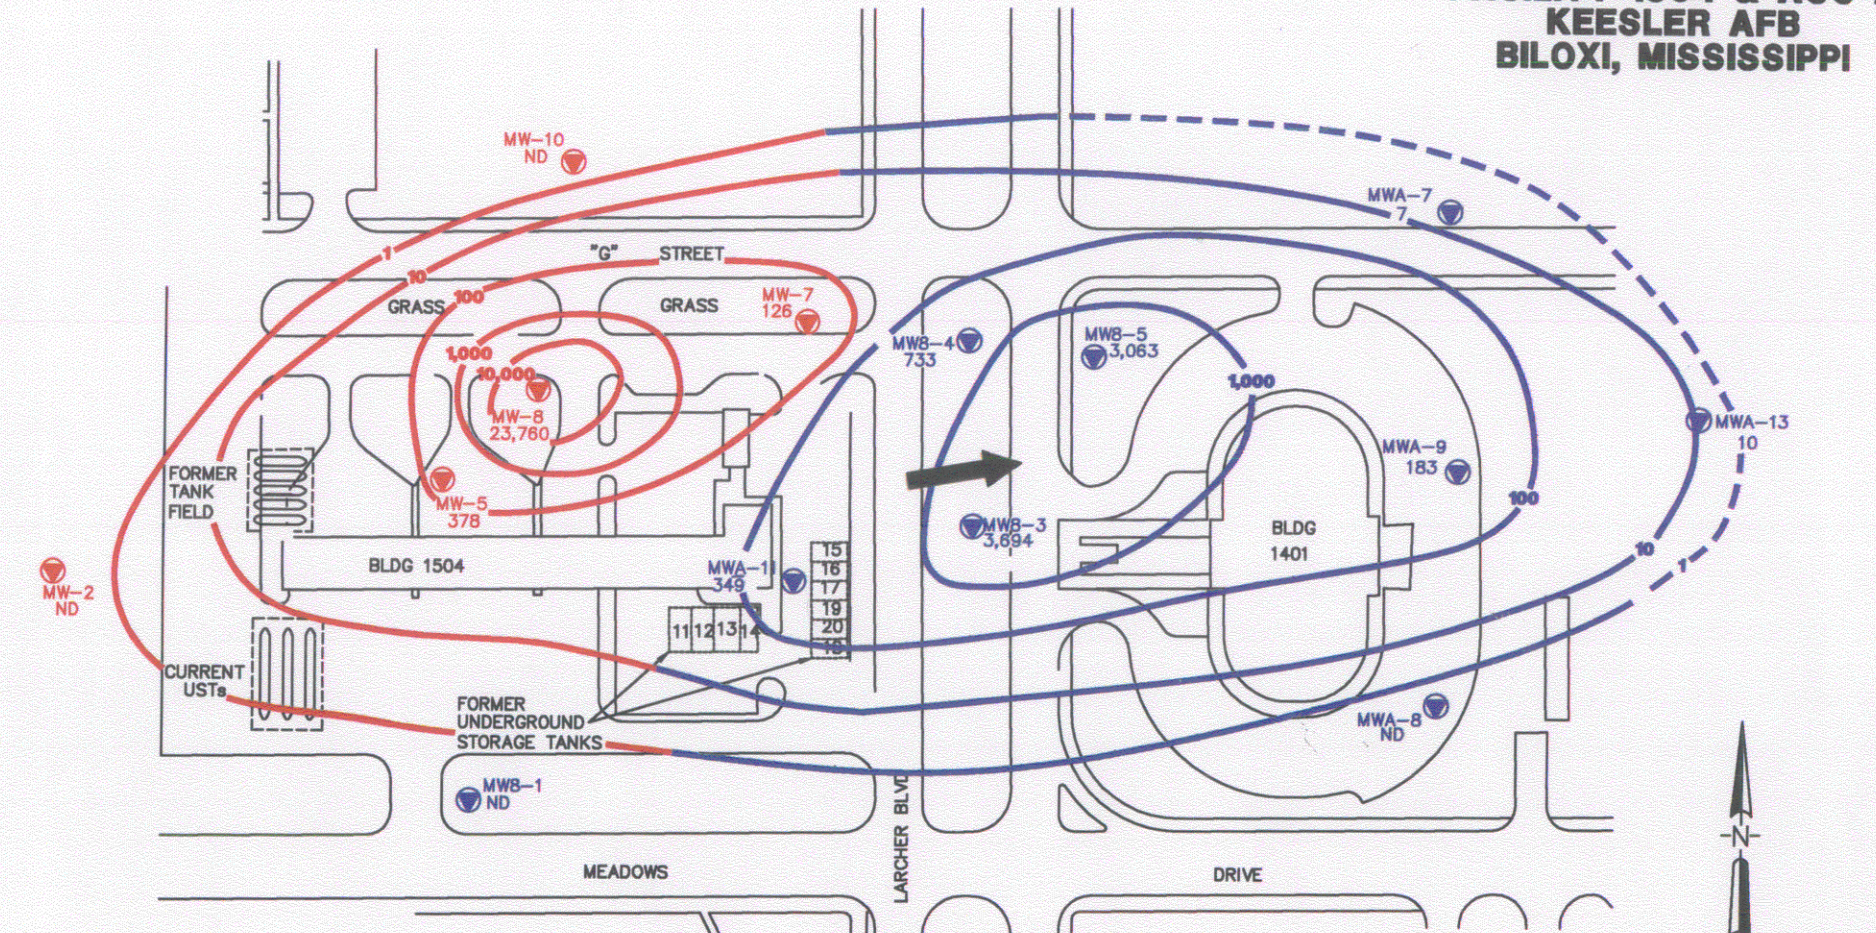 KEESLER AFB
BILOXI, MISSISSIPPI
MW-10
ND
MWA-7
7
1
10
"G" STREET
100
GRASS
GRASS
MW-7
126
MW8-4
733
MW8-5
3,063
1,000
10,000
MW-8
23,760
1,000
MWA-13
10
MWA-9
183
FORMER
TANK
FIELD
MW-5
378
100
MW8-3
3,694
BLDG
1401
BLDG 1504
MWA-11
349
15
16
17
19
20
18
10
1
MW-2
ND
11 12 13 14
CURRENT
USTs
FORMER
UNDERGROUND
STORAGE TANKS
MWA-8
ND
MW8-1
ND
LARCHER BLVD
-N-
MEADOWS
DRIVE